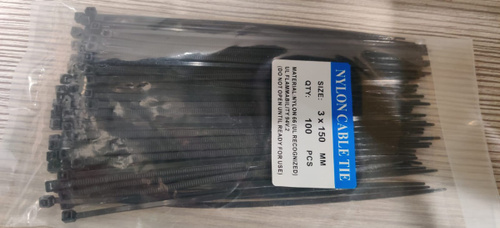 NYLON CABLE TIE
SIZE: 3 x 150 MM
QTY: 100 PCS
MATERIAL:NYLON 66 (UL RECOGNIZED)
UL FLAMMABILITY 94V-2
(DO NOT OPEN UNTIL READY FOR USE)